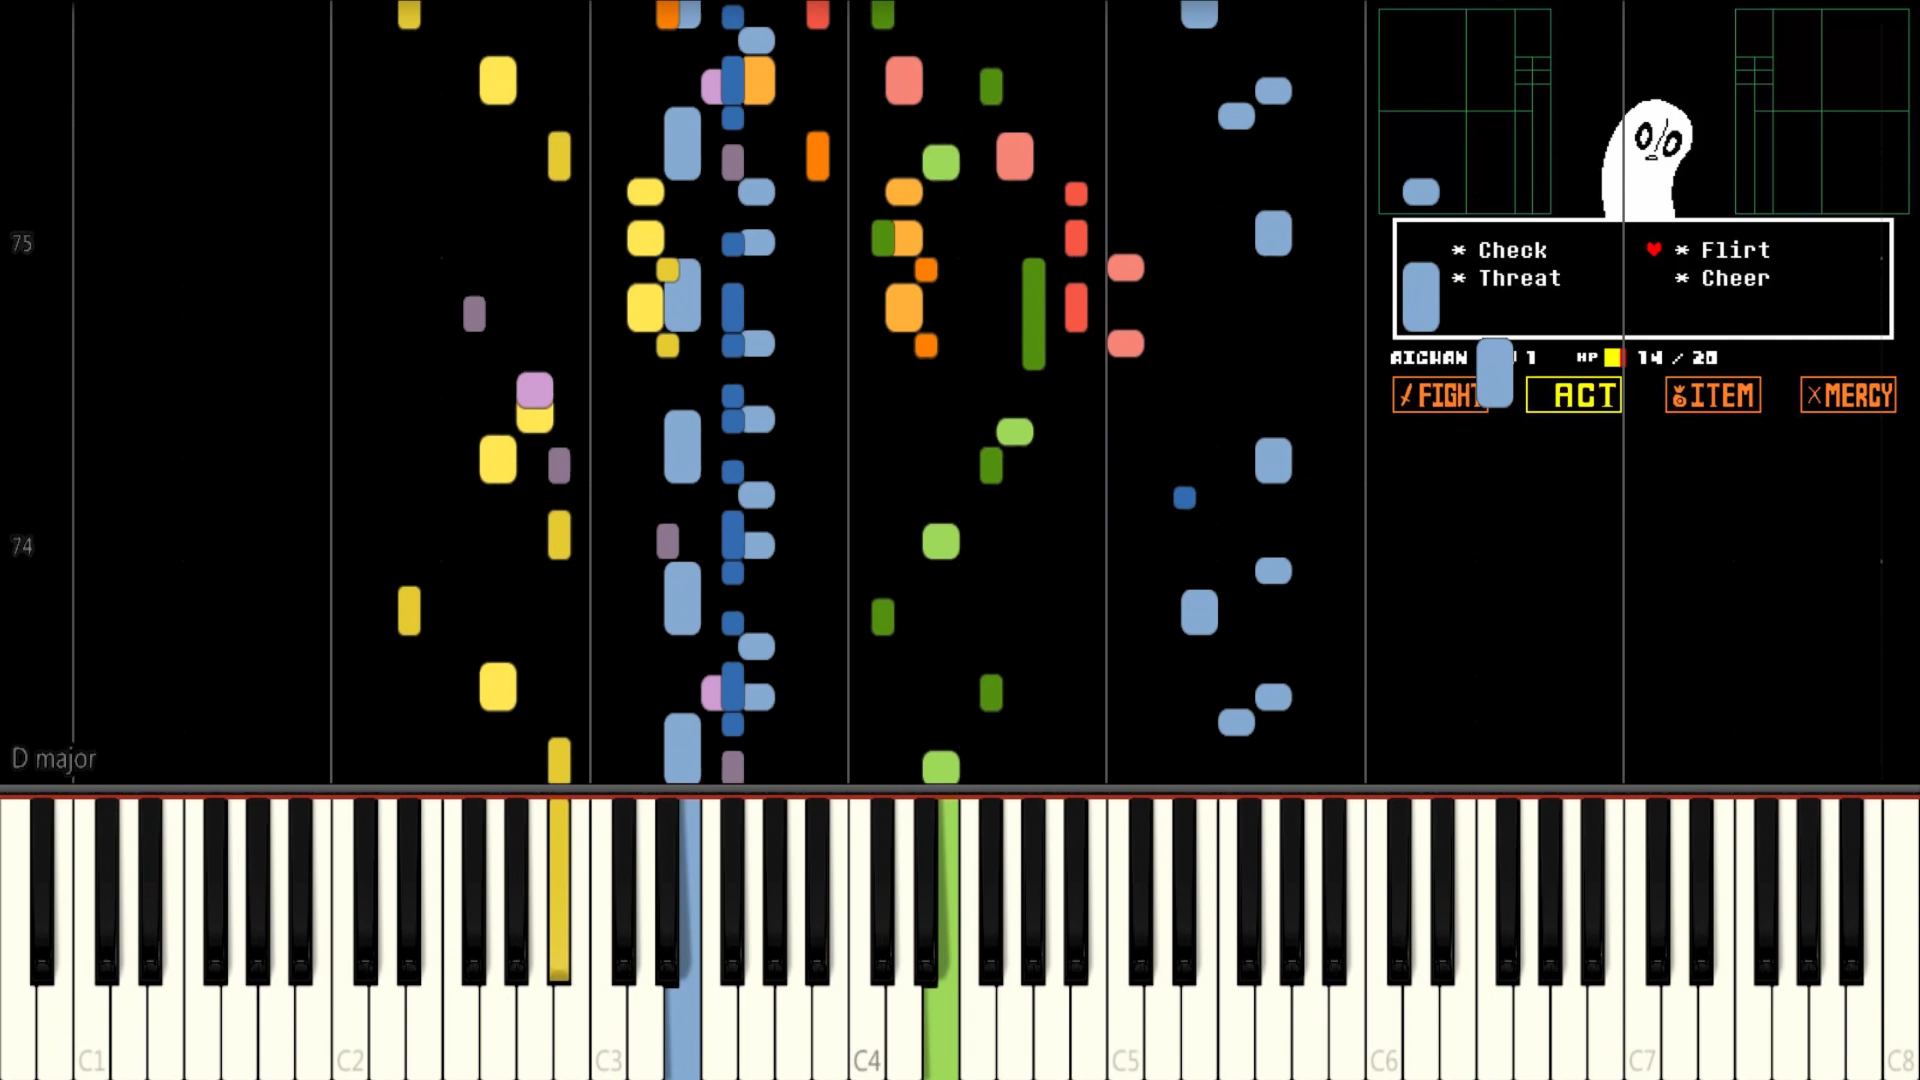 75
* Check ❤ * Flirt
* Threat * Cheer
AICHAN 1 HP 14 / 20
FIGHT ACT ITEM MERCY
74
D major
C1 C2 C3 C4 C5 C6 C7 C8